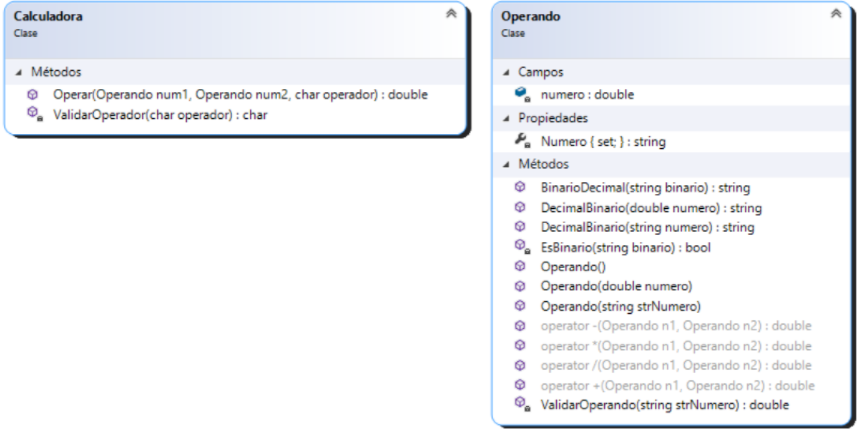 Calculadora
Clase
Métodos
Operar(Operando num1, Operando num2, char operador) : double
ValidarOperador(char operador) : char
Operando
Clase
Campos
numero : double
Propiedades
Numero { set; } : string
Métodos
BinarioDecimal(string binario) : string
DecimalBinario(double numero) : string
DecimalBinario(string numero) : string
EsBinario(string binario) : bool
Operando()
Operando(double numero)
Operando(string strNumero)
operator -(Operando n1, Operando n2) : double
operator *(Operando n1, Operando n2) : double
operator /(Operando n1, Operando n2) : double
operator +(Operando n1, Operando n2) : double
ValidarOperando(string strNumero) : double